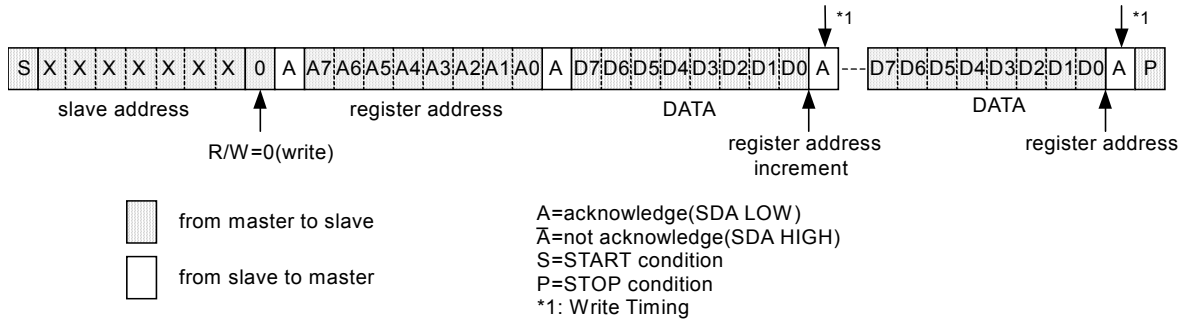 *1 *1
S X X X X X X X 0 A A7 A6 A5 A4 A3 A2 A1 A0 A D7 D6 D5 D4 D3 D2 D1 D0 A D7 D6 D5 D4 D3 D2 D1 D0 A P
slave address register address DATA DATA
R/W=0(write)
register address
increment
register address
from master to slave
from slave to master
A=acknowledge(SDA LOW)
A̅=not acknowledge(SDA HIGH)
S=START condition
P=STOP condition
*1: Write Timing